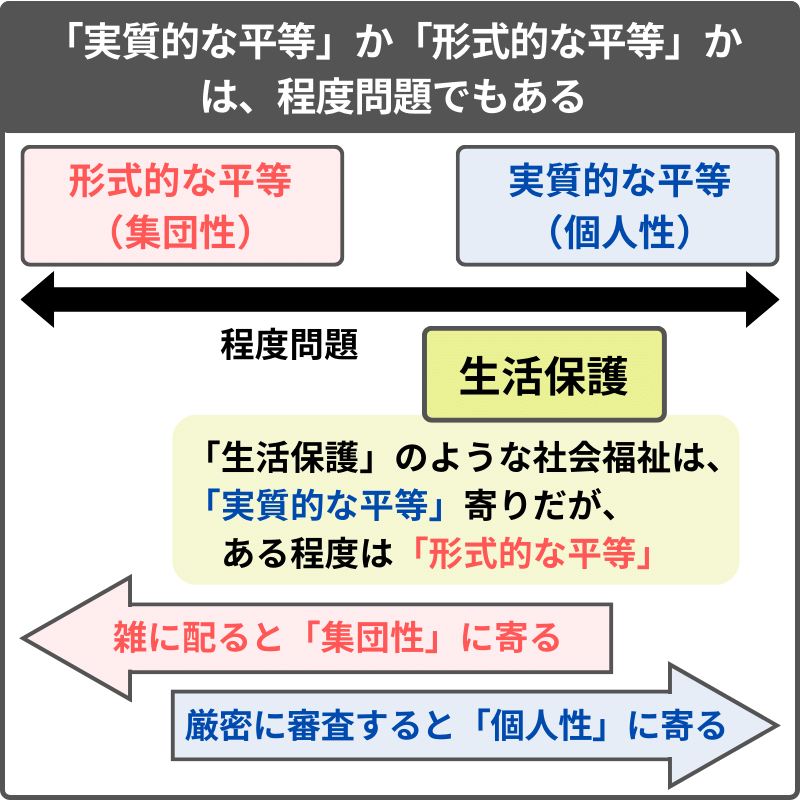 「実質的な平等」か「形式的な平等」か
は、程度問題でもある
形式的な平等
（集団性）
実質的な平等
（個人性）
程度問題
生活保護
「生活保護」のような社会福祉は、
「実質的な平等」寄りだが、
ある程度は「形式的な平等」
雑に配ると「集団性」に寄る
厳密に審査すると「個人性」に寄る